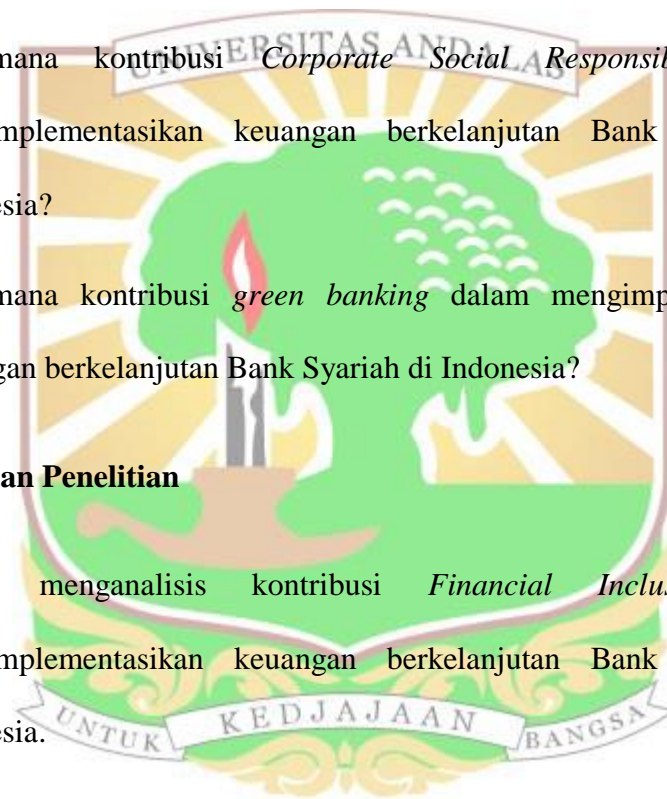 UNIVERSITAS ANDALAS
mana kontribusi Corporate Social Responsib
mplementasikan keuangan berkelanjutan Bank
esia?
mana kontribusi green banking dalam mengimp
gan berkelanjutan Bank Syariah di Indonesia?
an Penelitian
menganalisis kontribusi Financial Inclus
mplementasikan keuangan berkelanjutan Bank
esia.
UNTUK KEDJAJAAN BANGSA